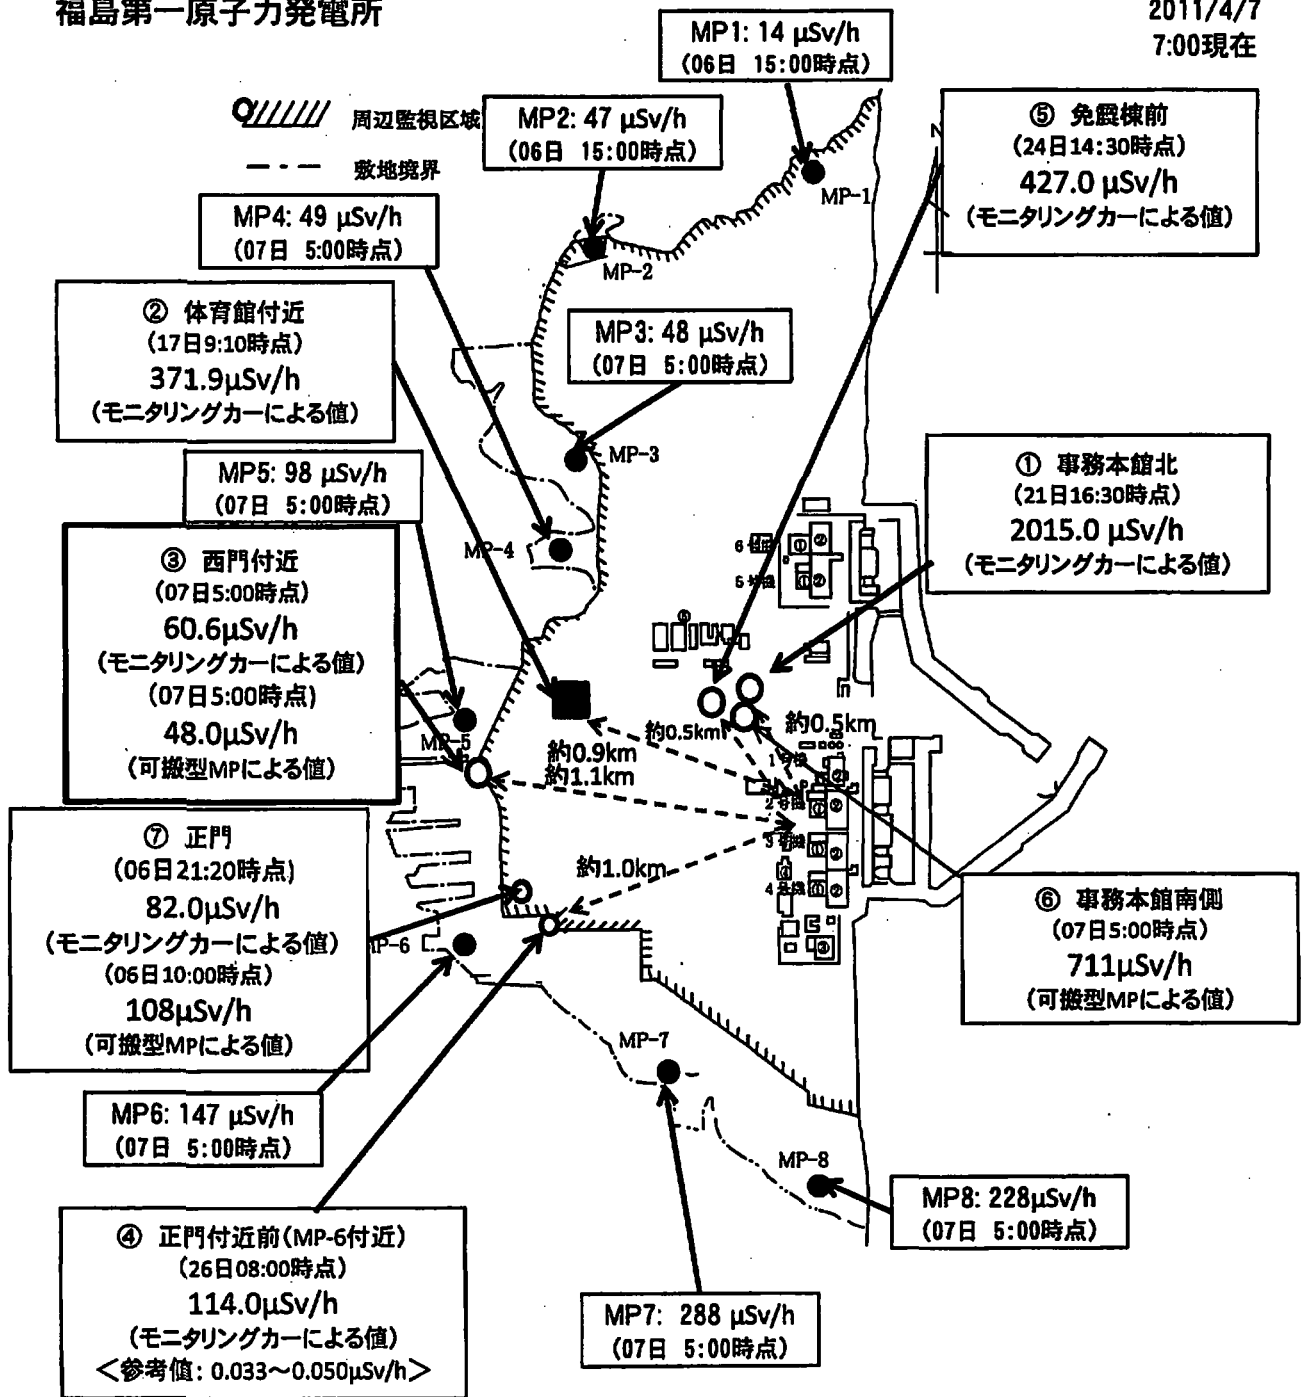 福島第一原子力発電所
2011/4/7
7:00現在
周辺監視区域
敷地境界
MP1: 14 μSv/h
(06日 15:00時点)
MP2: 47 μSv/h
(06日 15:00時点)
⑤ 免震棟前
(24日14:30時点)
427.0 μSv/h
(モニタリングカーによる値)
N
MP-1
MP-2
MP4: 49 μSv/h
(07日 5:00時点)
② 体育館付近
(17日9:10時点)
371.9μSv/h
(モニタリングカーによる値)
MP3: 48 μSv/h
(07日 5:00時点)
MP-3
MP5: 98 μSv/h
(07日 5:00時点)
① 事務本館北
(21日16:30時点)
2015.0 μSv/h
(モニタリングカーによる値)
MP-4
③ 西門付近
(07日5:00時点)
60.6μSv/h
(モニタリングカーによる値)
(07日5:00時点)
48.0μSv/h
(可搬型MPによる値)
MP-5
約0.5km
約0.5km
約0.9km
約1.1km
約1.0km
⑦ 正門
(06日21:20時点)
82.0μSv/h
(モニタリングカーによる値)
(06日10:00時点)
108μSv/h
(可搬型MPによる値)
⑥ 事務本館南側
(07日5:00時点)
711μSv/h
(可搬型MPによる値)
MP6: 147 μSv/h
(07日 5:00時点)
MP-7
MP-8
MP8: 228μSv/h
(07日 5:00時点)
④ 正門付近前(MP-6付近)
(26日08:00時点)
114.0μSv/h
(モニタリングカーによる値)
<参考値: 0.033~0.050μSv/h>
MP7: 288 μSv/h
(07日 5:00時点)